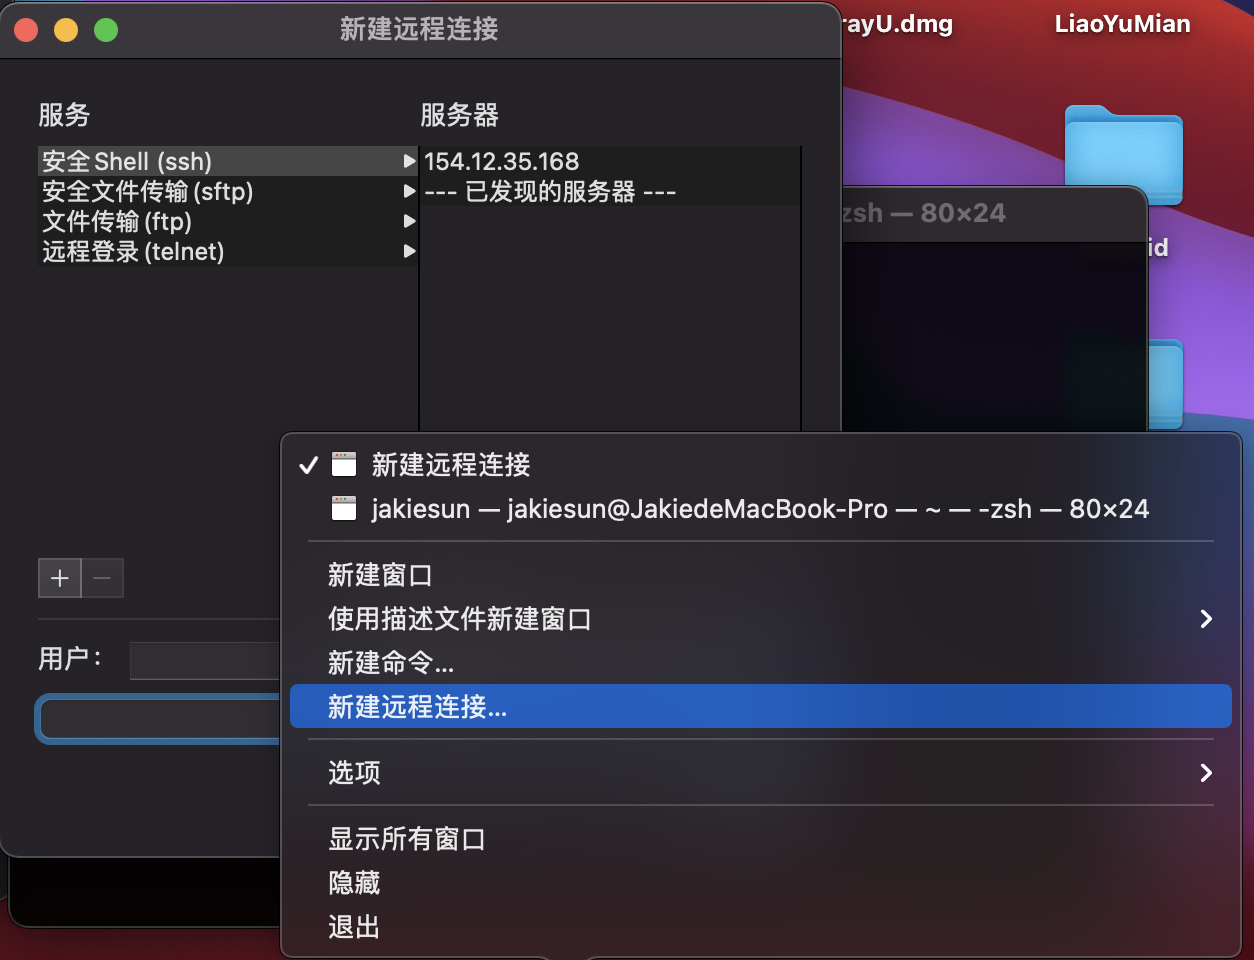 新建远程连接
rayU.dmg
LiaoYuMian
服务
服务器
安全 Shell (ssh)
154.12.35.168
安全文件传输 (sftp)
--- 已发现的服务器 ---
文件传输 (ftp)
远程登录 (telnet)
zsh — 80×24
id
新建远程连接
jakiesun — jakiesun@JakiedeMacBook-Pro — ~ — -zsh — 80×24
新建窗口
使用描述文件新建窗口
新建命令...
新建远程连接...
选项
显示所有窗口
隐藏
退出
用户：